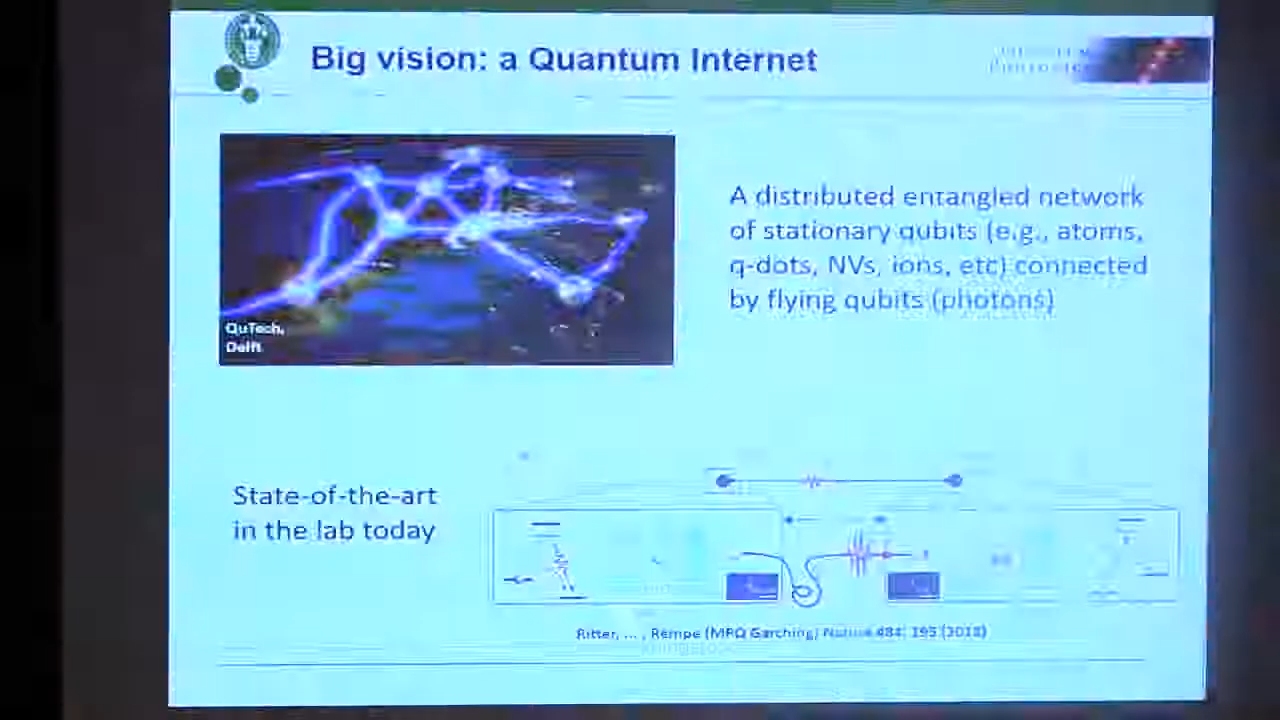 Big vision: a Quantum Internet
A distributed entangled network
of stationary qubits (e.g., atoms,
q-dots, NVs, ions, etc) connected
by flying qubits (photons)
QuTech,
Delft
State-of-the-art
in the lab today
Ritter, ... , Rempe (MPQ Garching) Nature 484, 195